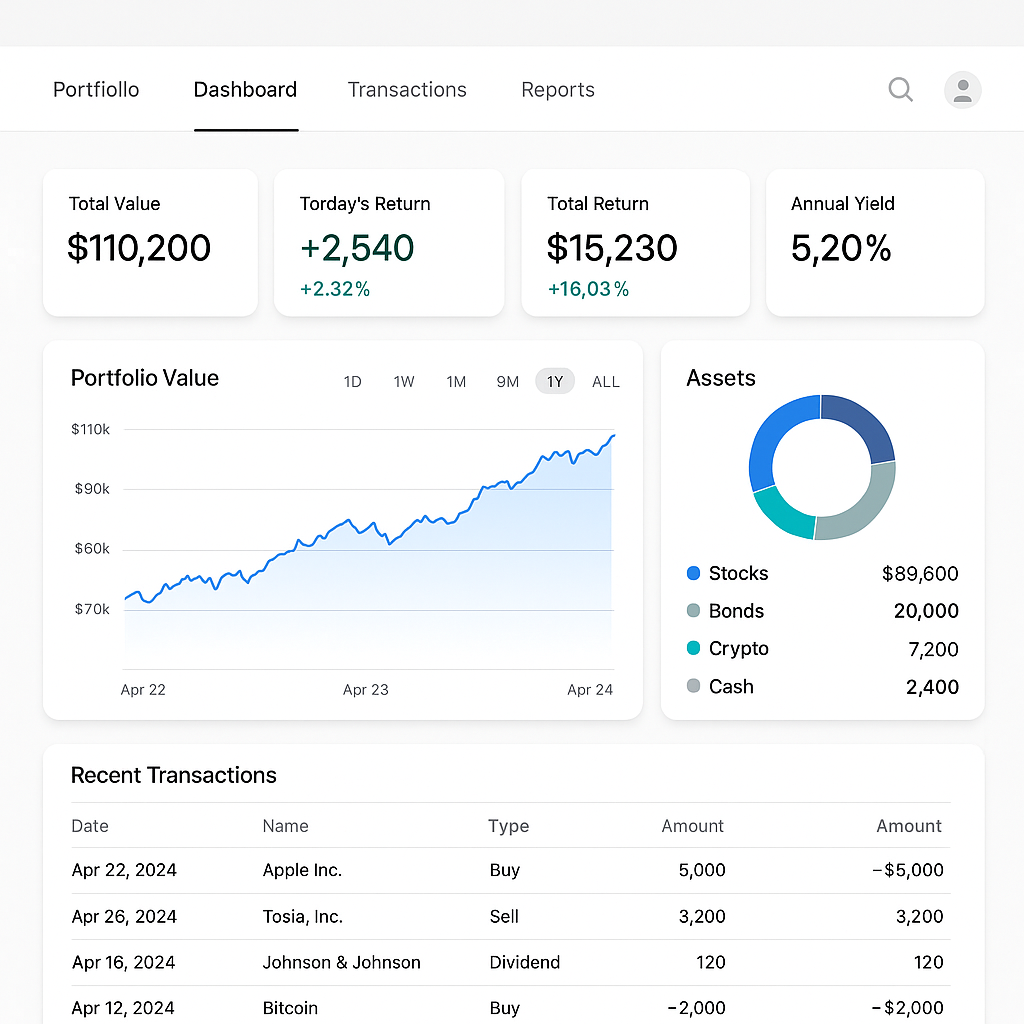 Portfiollo Dashboard Transactions Reports
Total Value
$110,200
Torday's Return
+2,540
+2.32%
Total Return
$15,230
+16,03%
Annual Yield
5,20%
Portfolio Value
1D 1W 1M 9M 1Y ALL
$110k
$90k
$60k
$70k
Apr 22 Apr 23 Apr 24
Assets
Stocks $89,600
Bonds 20,000
Crypto 7,200
Cash 2,400
Recent Transactions
Date Name Type Amount Amount
Apr 22, 2024 Apple Inc. Buy 5,000 −$5,000
Apr 26, 2024 Tosia, Inc. Sell 3,200 3,200
Apr 16, 2024 Johnson & Johnson Dividend 120 120
Apr 12, 2024 Bitcoin Buy −2,000 −$2,000